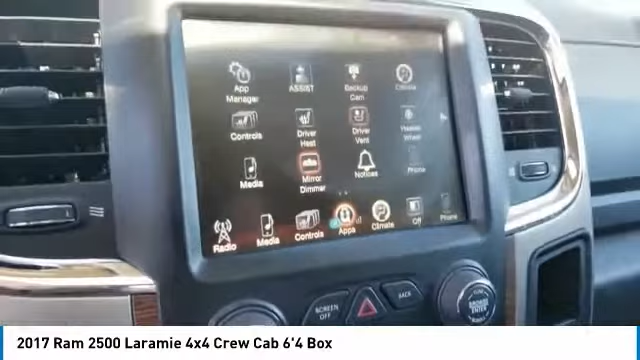 App Manager
ASSIST
Backup Cam
Climate
Controls
Driver Heat
Driver Vent
Heated Wheel
Media
Mirror Dimmer
Notices
Phone
Radio
Media
Controls
Apps
Climate
Off
Phone
SCREEN OFF
BACK
BROWSE
2017 Ram 2500 Laramie 4x4 Crew Cab 6'4 Box